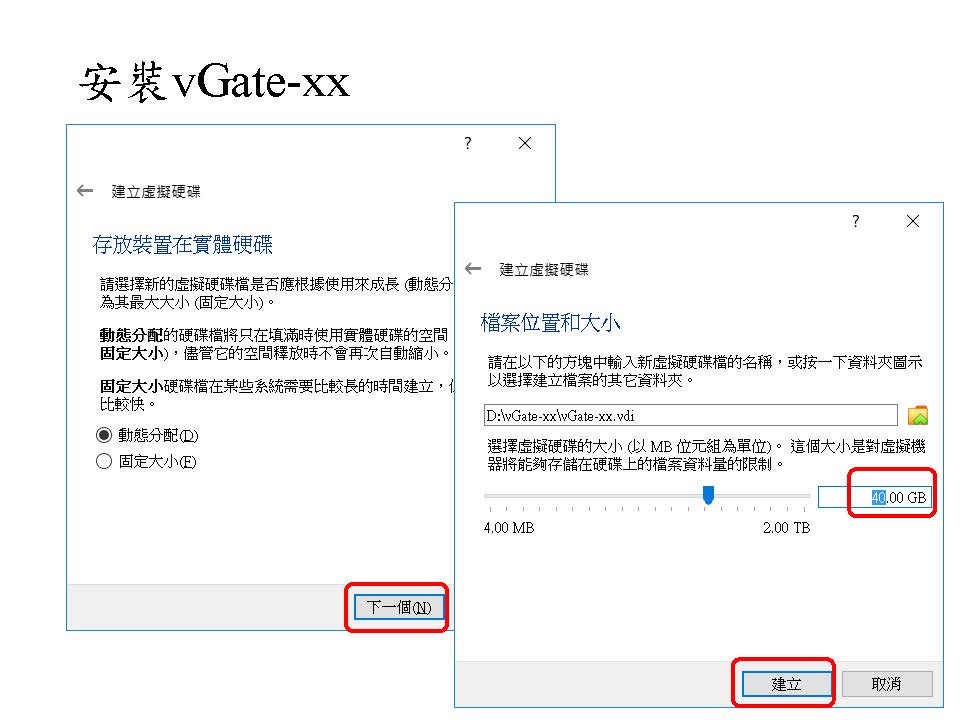 安裝vGate-xx
?
建立虛擬硬碟
存放裝置在實體硬碟
請選擇新的虛擬硬碟檔是否應根據使用來成長 (動態分
為其最大大小 (固定大小)。
動態分配的硬碟檔將只在填滿時使用實體硬碟的空間
固定大小)，儘管它的空間釋放時不會再次自動縮小。
固定大小硬碟檔在某些系統需要比較長的時間建立，
比較快。
動態分配(D)
固定大小(F)
下一個(N)
?
建立虛擬硬碟
檔案位置和大小
請在以下的方塊中輸入新虛擬硬碟檔的名稱，或按一下資料夾圖示
以選擇建立檔案的其它資料夾。
D:\vGate-xx\vGate-xx.vdi
選擇虛擬硬碟的大小 (以 MB 位元組為單位)。 這個大小是對虛擬機
器將能夠存儲在硬碟上的檔案資料量的限制。
40.00 GB
4.00 MB
2.00 TB
建立
取消